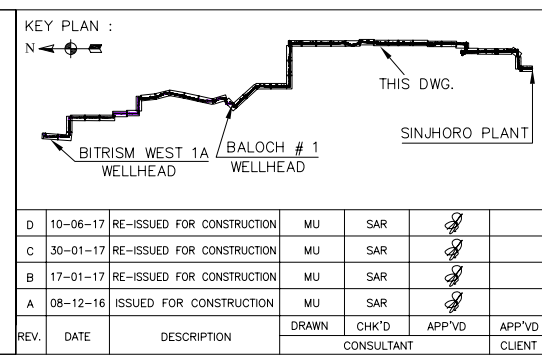 KEY PLAN :
N
THIS DWG.
SINJHORO PLANT
BITRISM WEST 1A
WELLHEAD
BALOCH # 1
WELLHEAD
D 10-06-17 RE-ISSUED FOR CONSTRUCTION MU SAR
C 30-01-17 RE-ISSUED FOR CONSTRUCTION MU SAR
B 17-01-17 RE-ISSUED FOR CONSTRUCTION MU SAR
A 08-12-16 ISSUED FOR CONSTRUCTION MU SAR
REV. DATE DESCRIPTION DRAWN CHK'D APP'VD APP'VD
CONSULTANT CLIENT